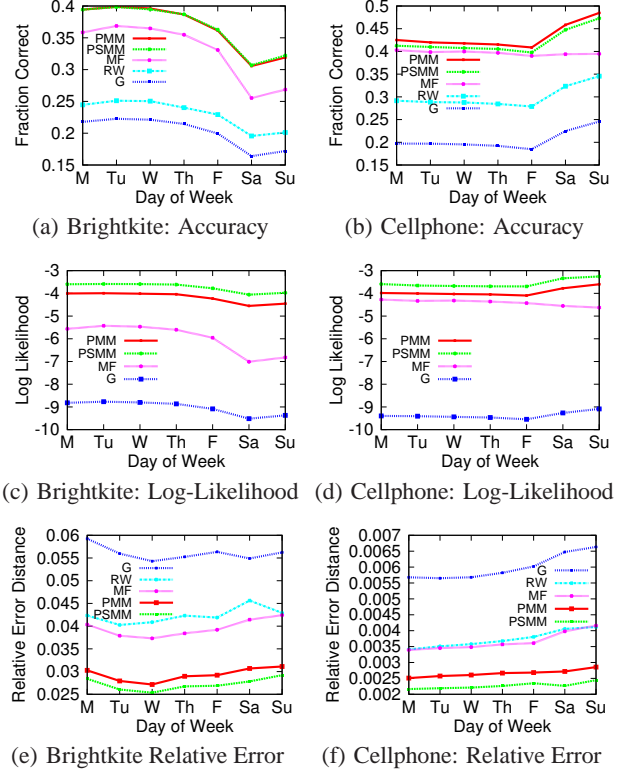 0.4
0.35
0.3
0.25
0.2
0.15
Fraction Correct
PMM
PSMM
MF
RW
G
M Tu W Th F Sa Su
Day of Week
(a) Brightkite: Accuracy
0.5
0.45
0.4
0.35
0.3
0.25
0.2
0.15
Fraction Correct
PMM
PSMM
MF
RW
G
M Tu W Th F Sa Su
Day of Week
(b) Cellphone: Accuracy
-3
-4
-5
-6
-7
-8
-9
-10
Log Likelihood
PMM
PSMM
MF
G
M Tu W Th F Sa Su
Day of Week
(c) Brightkite: Log-Likelihood
-3
-4
-5
-6
-7
-8
-9
-10
Log Likelihood
PMM
PSMM
MF
G
M Tu W Th F Sa Su
Day of Week
(d) Cellphone: Log-Likelihood
0.06
0.055
0.05
0.045
0.04
0.035
0.03
0.025
Relative Error Distance
G
RW
MF
PMM
PSMM
M Tu W Th F Sa Su
Day of Week
(e) Brightkite Relative Error
0.007
0.0065
0.006
0.0055
0.005
0.0045
0.004
0.0035
0.003
0.0025
0.002
Relative Error Distance
G
RW
MF
PMM
PSMM
M Tu W Th F Sa Su
Day of Week
(f) Cellphone: Relative Error